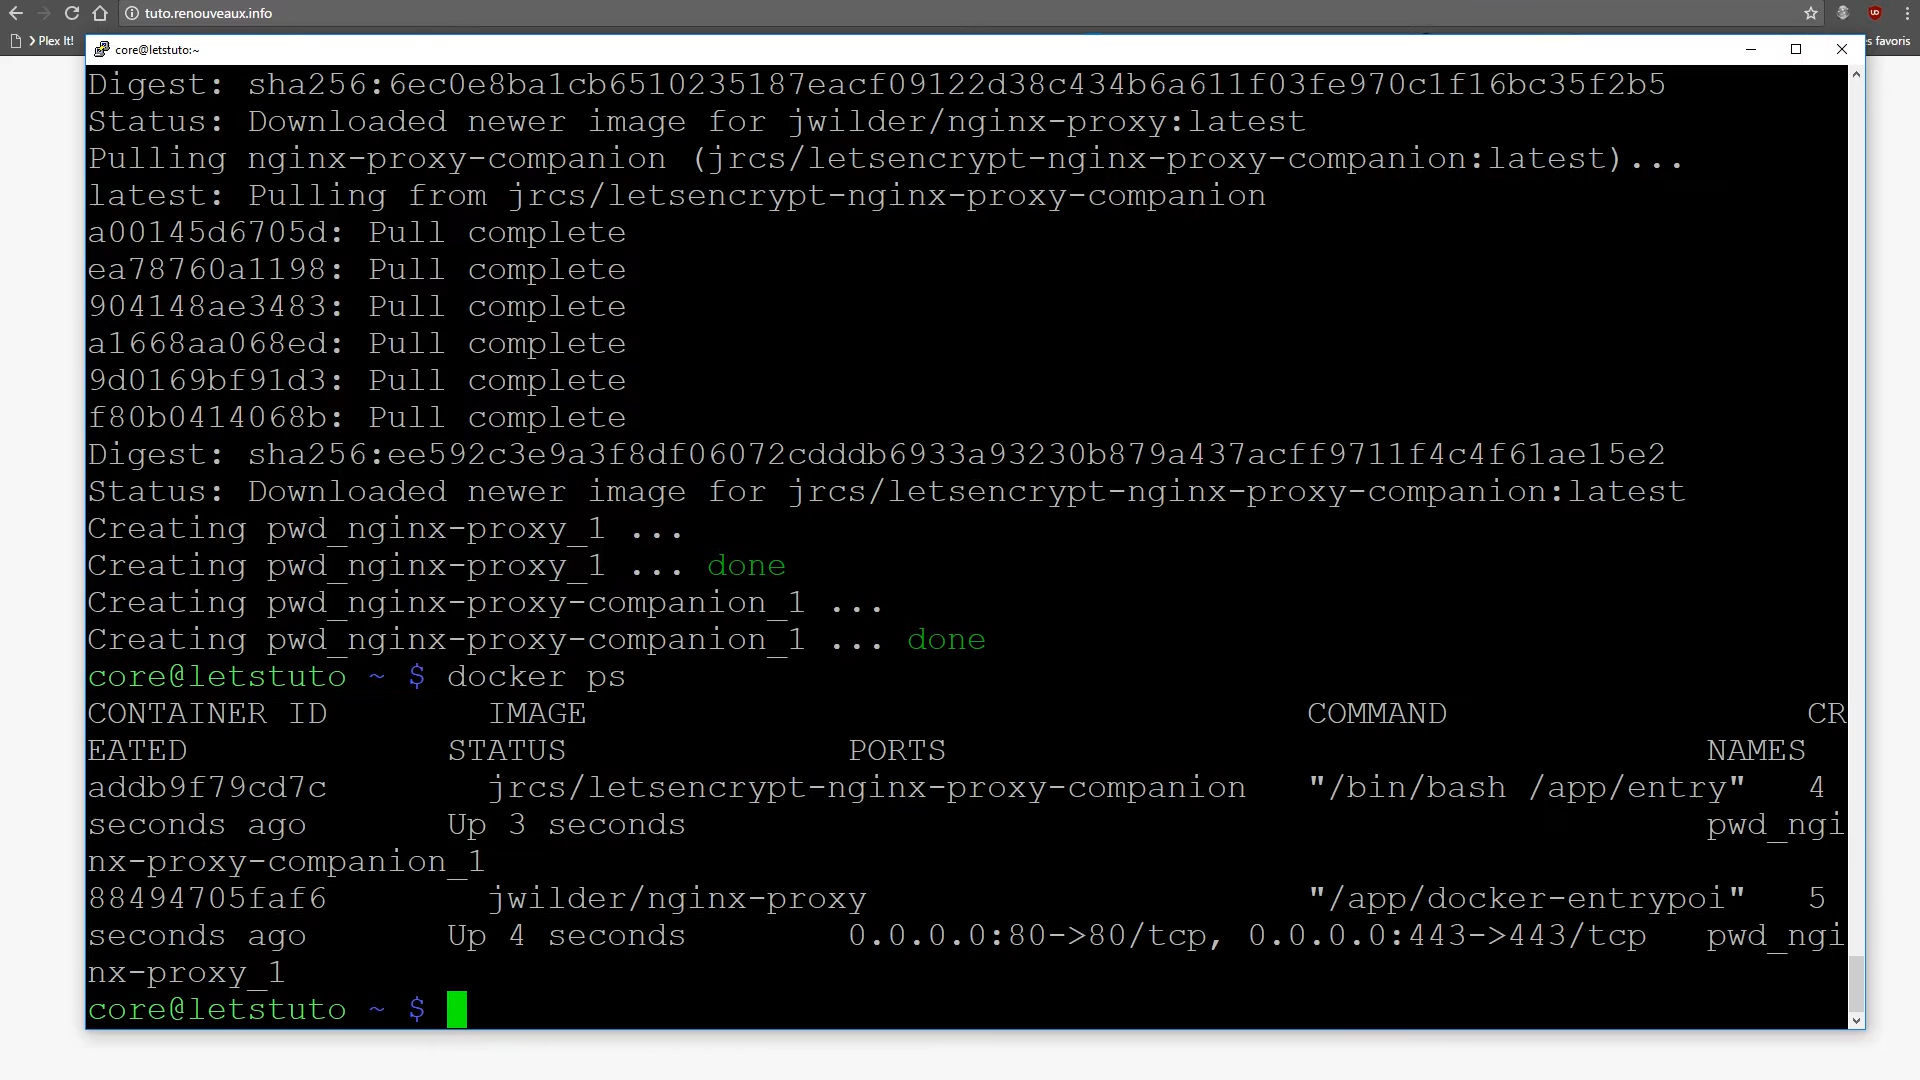 tuto.renouveaux.info
Plex It!
es favoris
core@letstuto:~
Digest: sha256:6ec0e8ba1cb6510235187eacf09122d38c434b6a611f03fe970c1f16bc35f2b5
Status: Downloaded newer image for jwilder/nginx-proxy:latest
Pulling nginx-proxy-companion (jrcs/letsencrypt-nginx-proxy-companion:latest)...
latest: Pulling from jrcs/letsencrypt-nginx-proxy-companion
a00145d6705d: Pull complete
ea78760a1198: Pull complete
904148ae3483: Pull complete
a1668aa068ed: Pull complete
9d0169bf91d3: Pull complete
f80b0414068b: Pull complete
Digest: sha256:ee592c3e9a3f8df06072cdddb6933a93230b879a437acff9711f4c4f61ae15e2
Status: Downloaded newer image for jrcs/letsencrypt-nginx-proxy-companion:latest
Creating pwd_nginx-proxy_1 ...
Creating pwd_nginx-proxy_1 ... done
Creating pwd_nginx-proxy-companion_1 ...
Creating pwd_nginx-proxy-companion_1 ... done
core@letstuto ~ $ docker ps
CONTAINER ID        IMAGE                                    COMMAND                  CR
EATED             STATUS              PORTS                                      NAMES
addb9f79cd7c        jrcs/letsencrypt-nginx-proxy-companion   "/bin/bash /app/entry"   4
seconds ago       Up 3 seconds                                                   pwd_ngi
nx-proxy-companion_1
88494705faf6        jwilder/nginx-proxy                      "/app/docker-entrypoi"   5
seconds ago       Up 4 seconds        0.0.0.0:80->80/tcp, 0.0.0.0:443->443/tcp   pwd_ngi
nx-proxy_1
core@letstuto ~ $